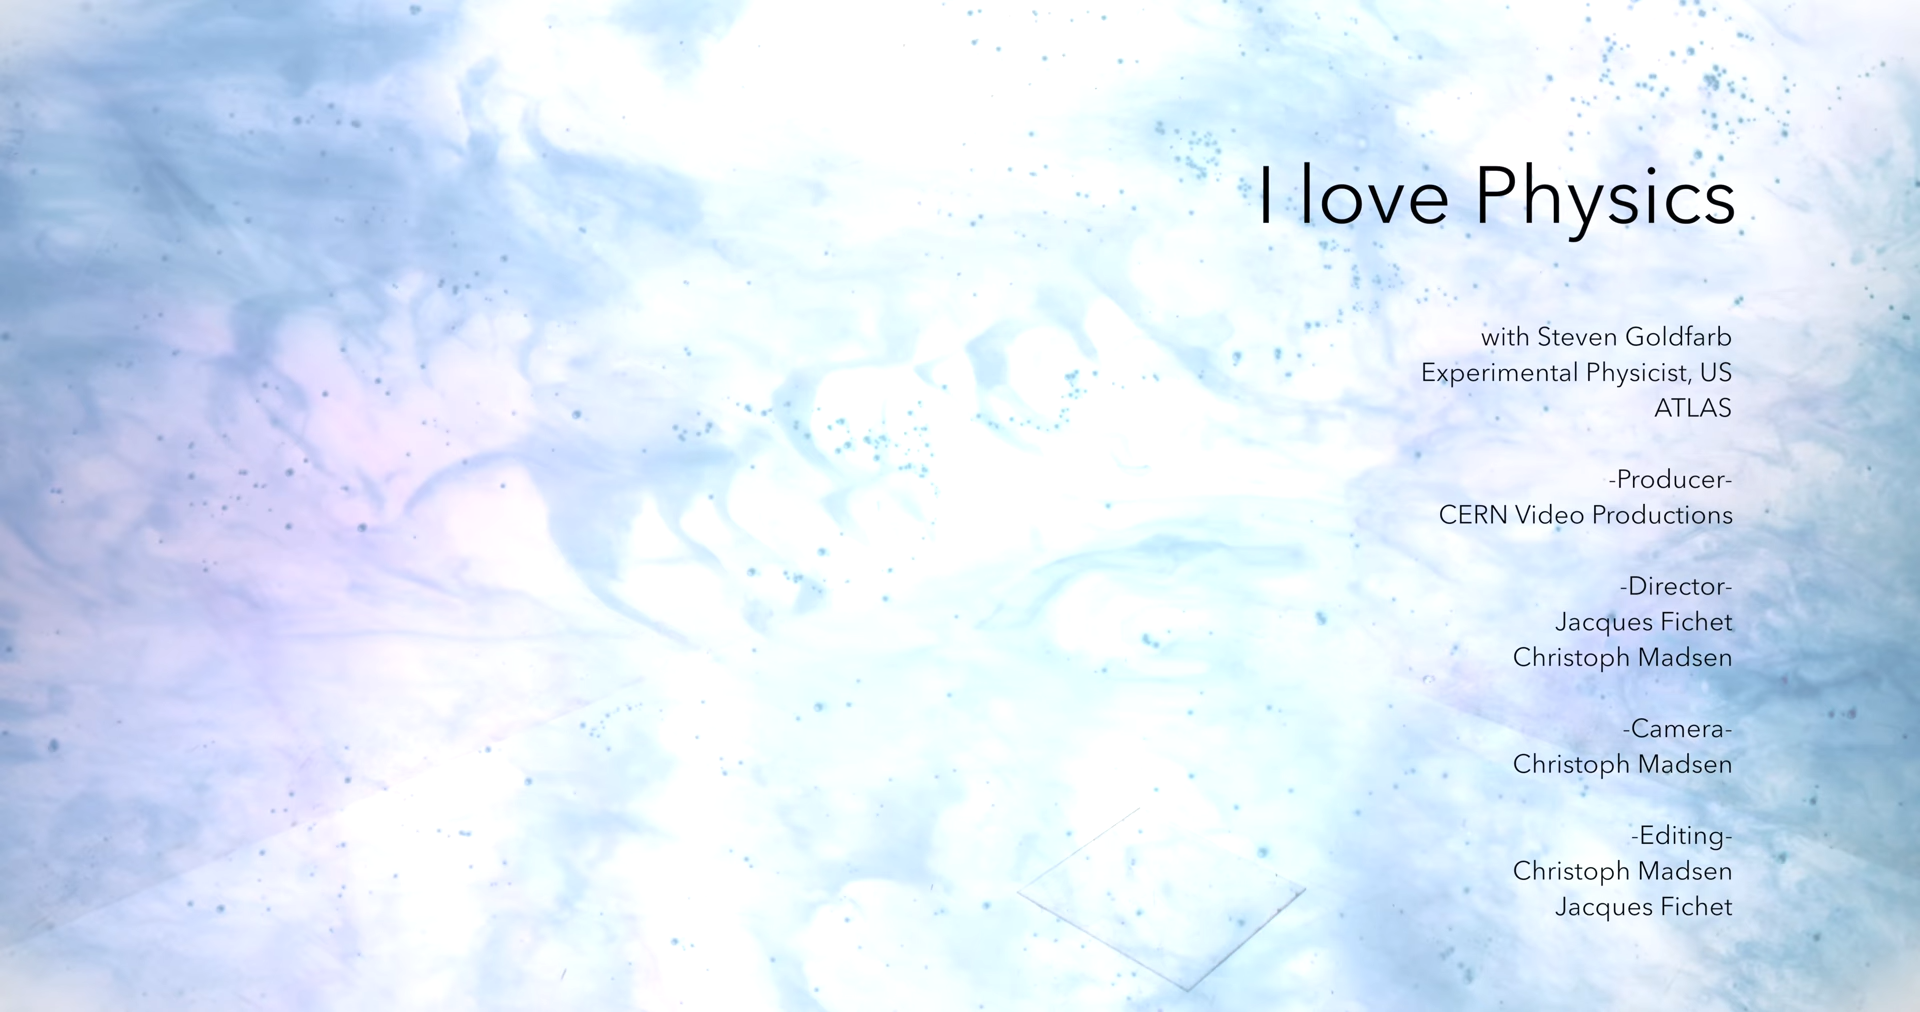 I love Physics
with Steven Goldfarb
Experimental Physicist, US
ATLAS
-Producer-
CERN Video Productions
-Director-
Jacques Fichet
Christoph Madsen
-Camera-
Christoph Madsen
-Editing-
Christoph Madsen
Jacques Fichet